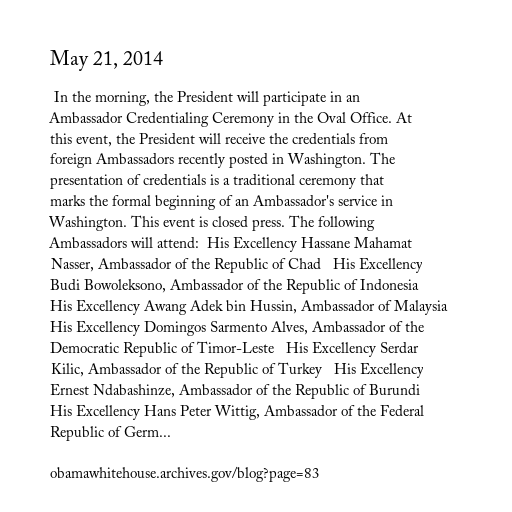 May 21, 2014
In the morning, the President will participate in an
Ambassador Credentialing Ceremony in the Oval Office. At
this event, the President will receive the credentials from
foreign Ambassadors recently posted in Washington. The
presentation of credentials is a traditional ceremony that
marks the formal beginning of an Ambassador's service in
Washington. This event is closed press. The following
Ambassadors will attend:  His Excellency Hassane Mahamat
Nasser, Ambassador of the Republic of Chad   His Excellency
Budi Bowoleksono, Ambassador of the Republic of Indonesia
His Excellency Awang Adek bin Hussin, Ambassador of Malaysia
His Excellency Domingos Sarmento Alves, Ambassador of the
Democratic Republic of Timor-Leste   His Excellency Serdar
Kilic, Ambassador of the Republic of Turkey   His Excellency
Ernest Ndabashinze, Ambassador of the Republic of Burundi
His Excellency Hans Peter Wittig, Ambassador of the Federal
Republic of Germ...
obamawhitehouse.archives.gov/blog?page=83